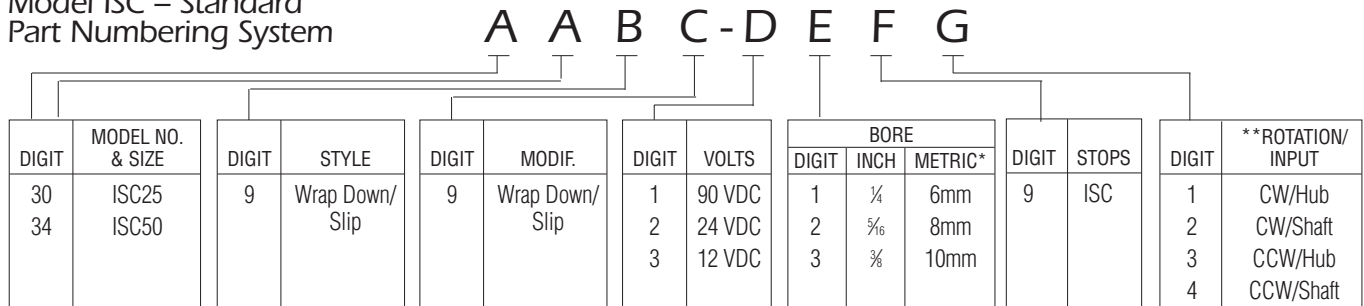 Model ISC – Standard
Part Numbering System
A A B C - D E F G
DIGIT MODEL NO. & SIZE
30 ISC25
34 ISC50
DIGIT STYLE
9 Wrap Down/
Slip
DIGIT MODIF.
9 Wrap Down/
Slip
DIGIT VOLTS
1 90 VDC
2 24 VDC
3 12 VDC
BORE
DIGIT INCH METRIC*
1 ¼ 6mm
2 5⁄16 8mm
3 ⅜ 10mm
DIGIT STOPS
9 ISC
DIGIT **ROTATION/
INPUT
1 CW/Hub
2 CW/Shaft
3 CCW/Hub
4 CCW/Shaft